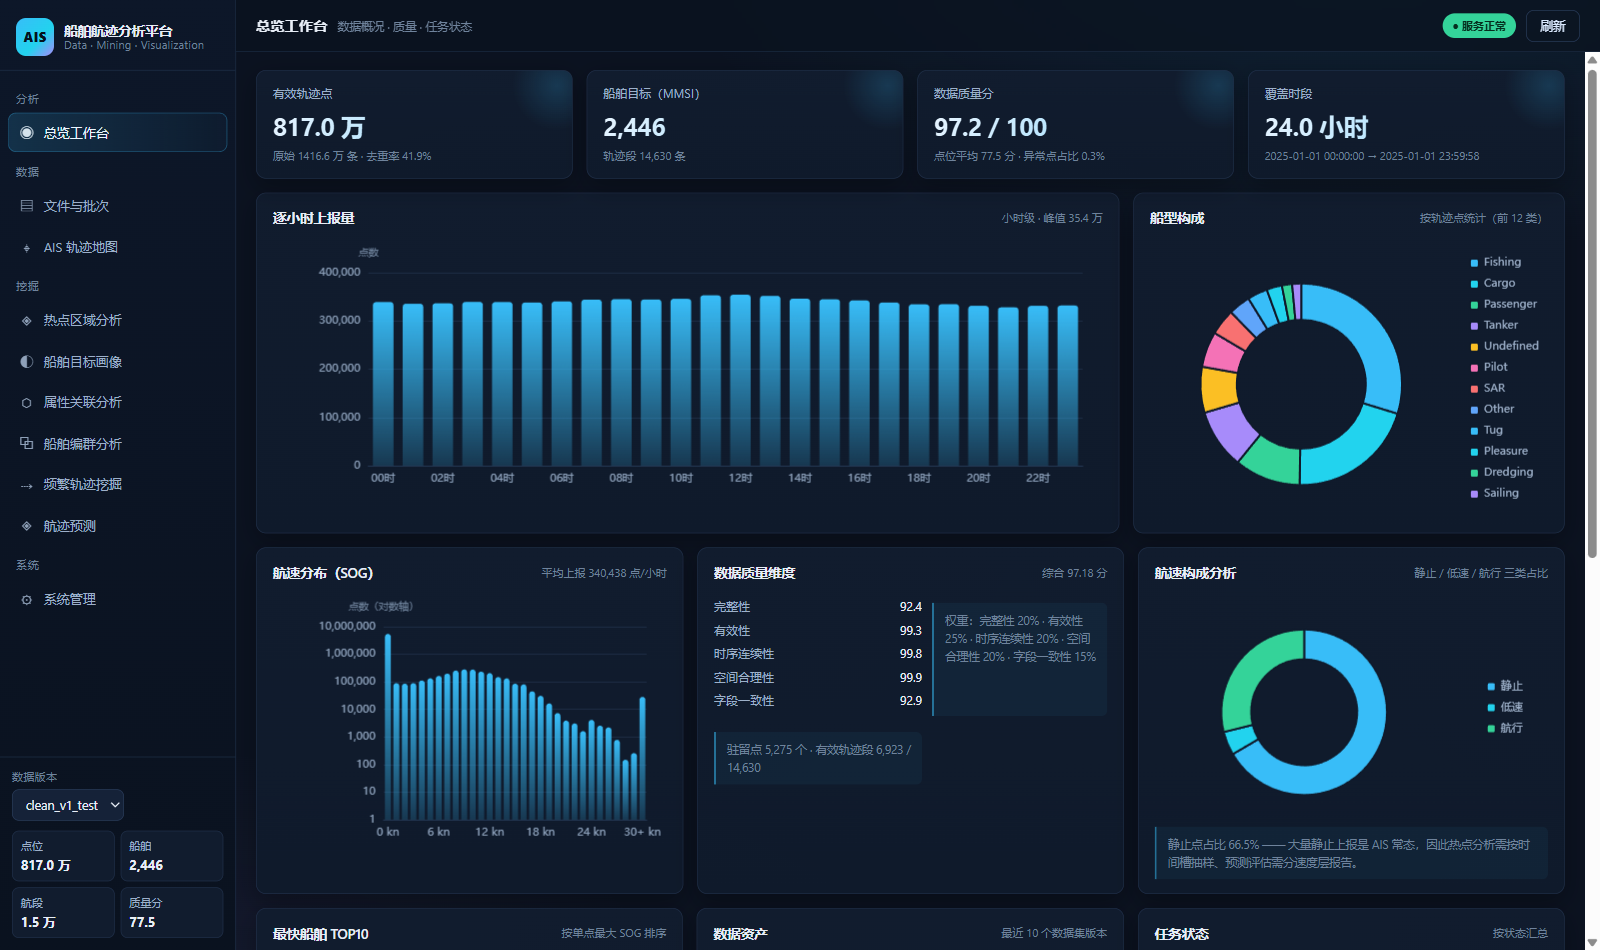 AIS
船舶航迹分析平台
Data · Mining · Visualization
分析
总览工作台
数据
文件与批次
AIS 轨迹地图
挖掘
热点区域分析
船舶目标画像
属性关联分析
船舶编群分析
频繁轨迹挖掘
航迹预测
系统
系统管理
数据版本
clean_v1_test
点位
817.0 万
船舶
2,446
航段
1.5 万
质量分
77.5
总览工作台 数据概况 · 质量 · 任务状态
服务正常
刷新
有效轨迹点
817.0 万
原始 1416.6 万 条 · 去重率 41.9%
船舶目标（MMSI）
2,446
轨迹段 14,630 条
数据质量分
97.2 / 100
点位平均 77.5 分 · 异常点占比 0.3%
覆盖时段
24.0 小时
2025-01-01 00:00:00 → 2025-01-01 23:59:58
逐小时上报量
小时级 · 峰值 35.4 万
点数
400,000
300,000
200,000
100,000
0
00时 02时 04时 06时 08时 10时 12时 14时 16时 18时 20时 22时
船型构成
按轨迹点统计（前 12 类）
Fishing
Cargo
Passenger
Tanker
Undefined
Pilot
SAR
Other
Tug
Pleasure
Dredging
Sailing
航速分布（SOG）
平均上报 340,438 点/小时
点数（对数轴）
10,000,000
1,000,000
100,000
10,000
1,000
100
10
1
0 kn 6 kn 12 kn 18 kn 24 kn 30+ kn
数据质量维度
综合 97.18 分
完整性 92.4
有效性 99.3
时序连续性 99.8
空间合理性 99.9
字段一致性 92.9
权重：完整性 20% · 有效性
25% · 时序连续性 20% · 空间
合理性 20% · 字段一致性 15%
驻留点 5,275 个 · 有效轨迹段 6,923 /
14,630
航速构成分析
静止 / 低速 / 航行 三类占比
静止
低速
航行
静止点占比 66.5% —— 大量静止上报是 AIS 常态，因此热点分析需按时
间槽抽样、预测评估需分速度层报告。
最快船舶 TOP10
按单点最大 SOG 排序
数据资产
最近 10 个数据集版本
任务状态
按状态汇总